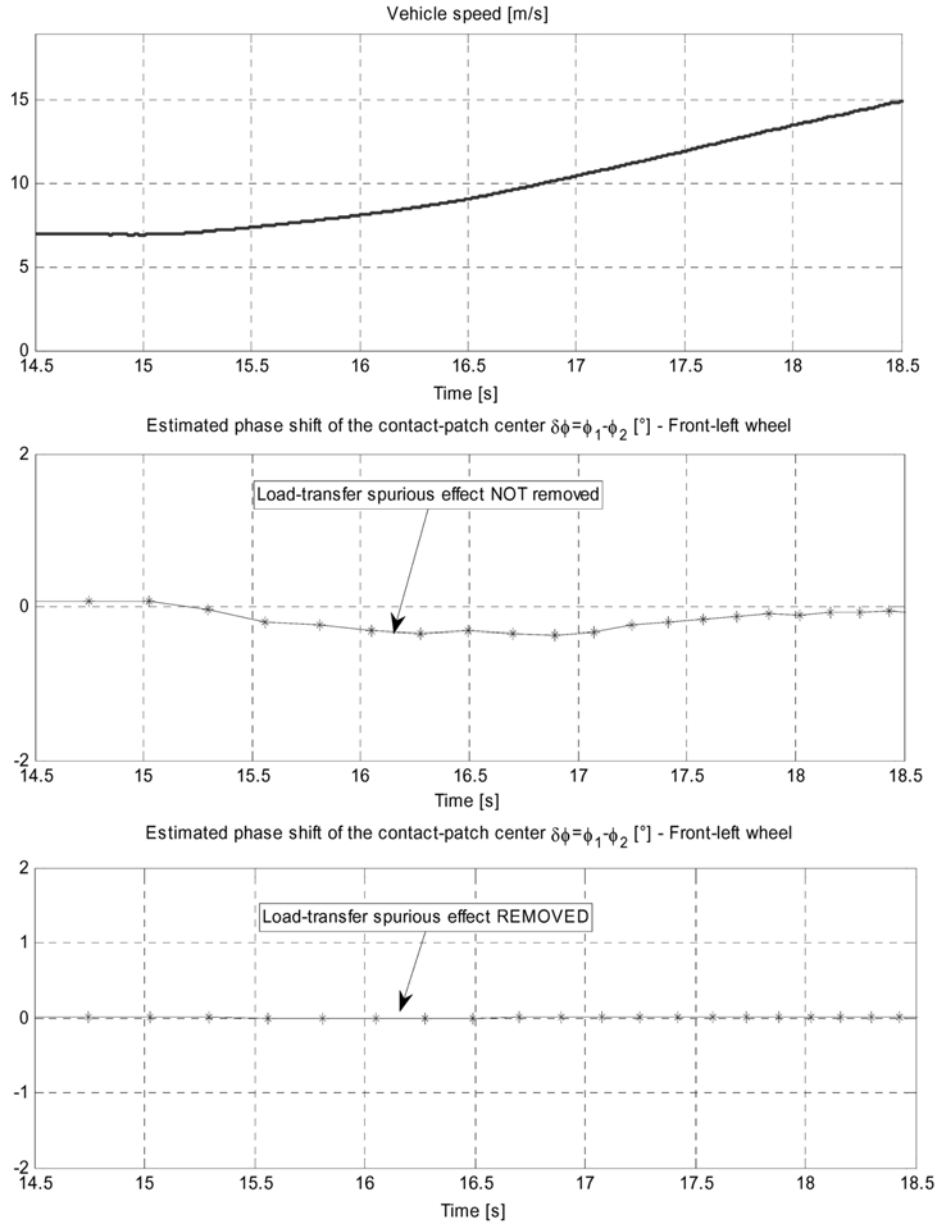 Vehicle speed [m/s]
15
10
5
0
14.5 15 15.5 16 16.5 17 17.5 18 18.5
Time [s]
Estimated phase shift of the contact-patch center δϕ=ϕ1-ϕ2 [°] - Front-left wheel
2
Load-transfer spurious effect NOT removed
0
-2
14.5 15 15.5 16 16.5 17 17.5 18 18.5
Time [s]
Estimated phase shift of the contact-patch center δϕ=ϕ1-ϕ2 [°] - Front-left wheel
2
Load-transfer spurious effect REMOVED
1
0
-1
-2
14.5 15 15.5 16 16.5 17 17.5 18 18.5
Time [s]